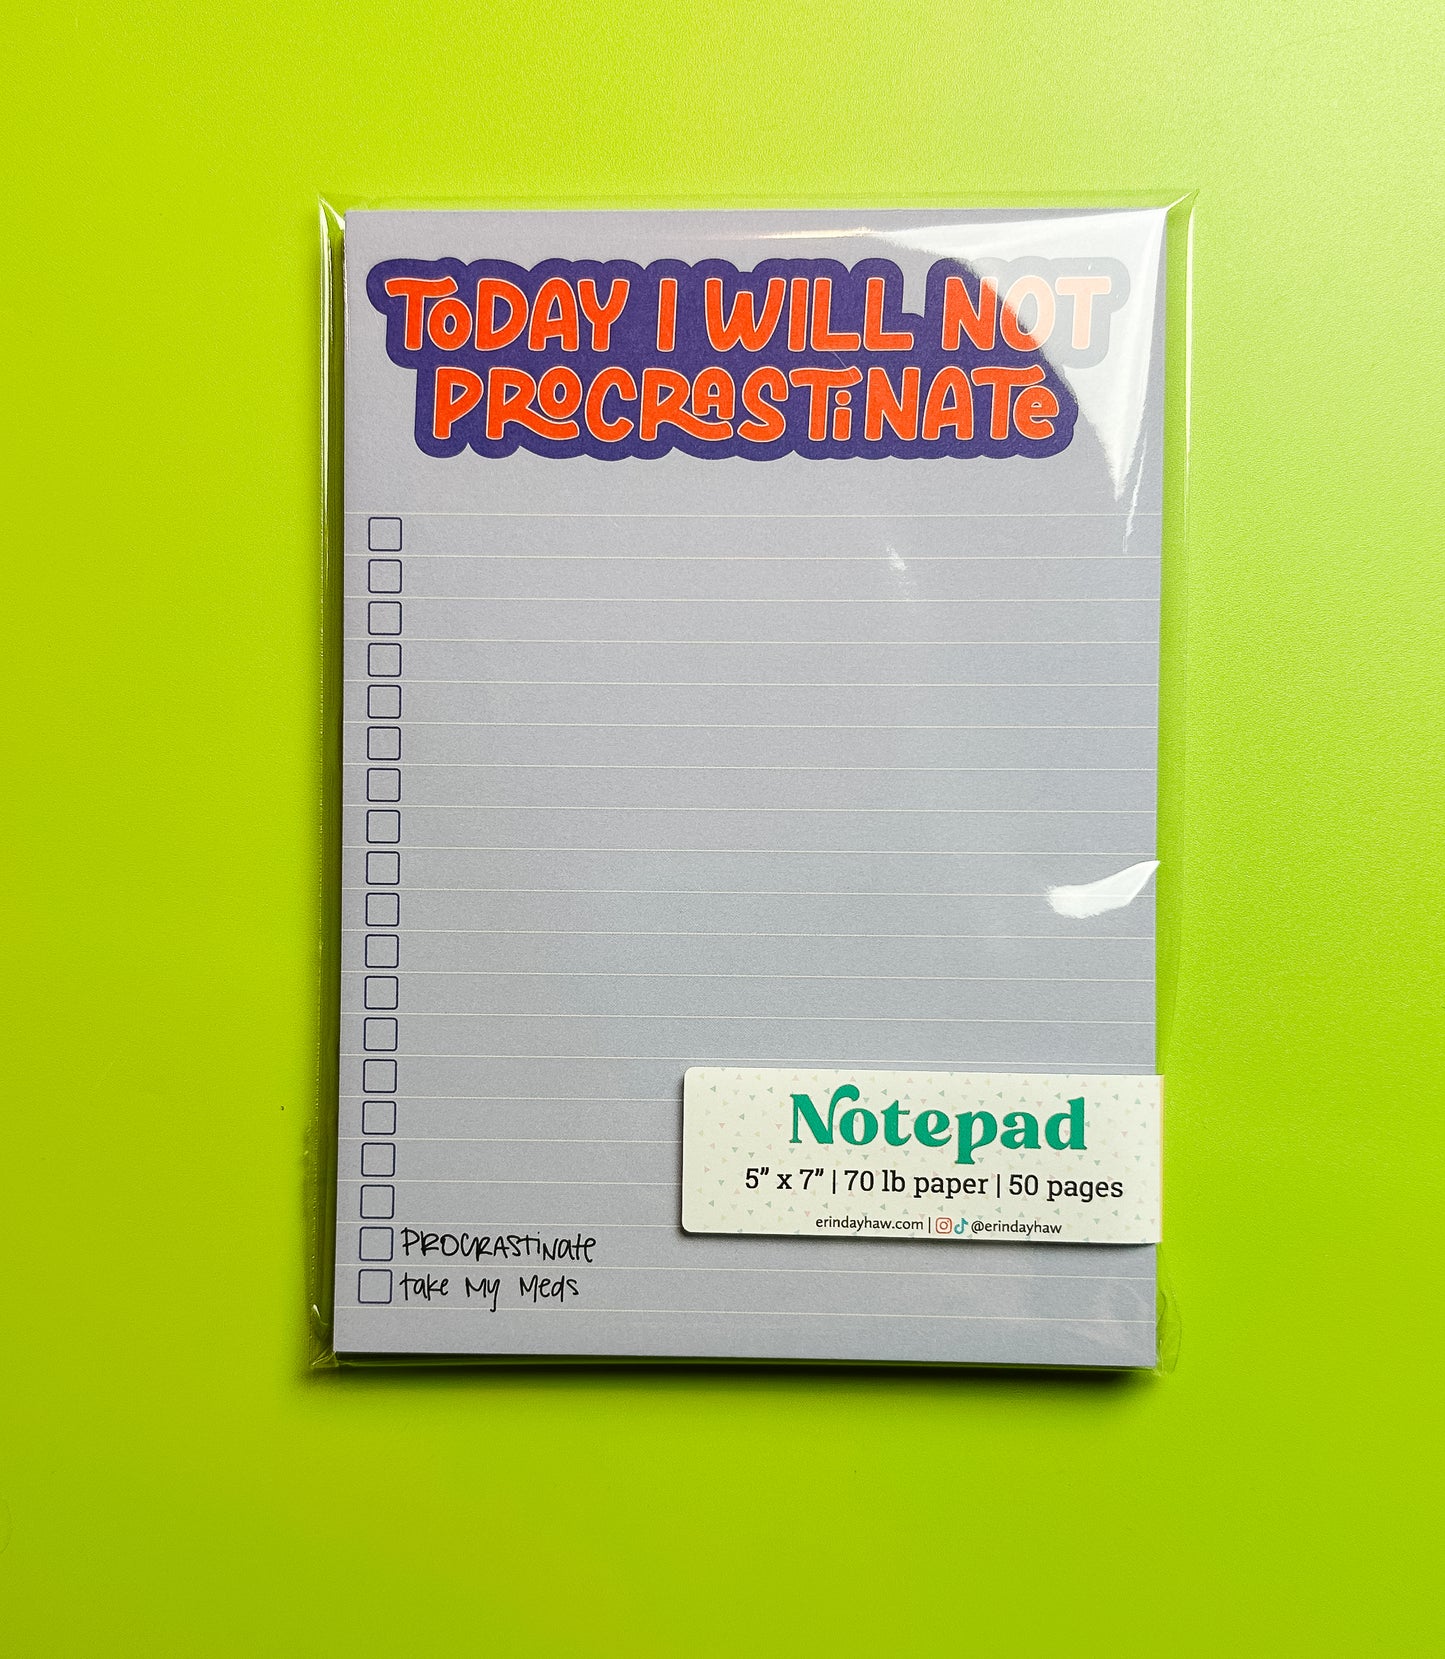 TODAY I WILL NOT
PROCRASTINATE
Notepad
5” x 7” | 70 lb paper | 50 pages
erindayhaw.com | @erindayhaw
PROCRASTINATE
Take My Meds